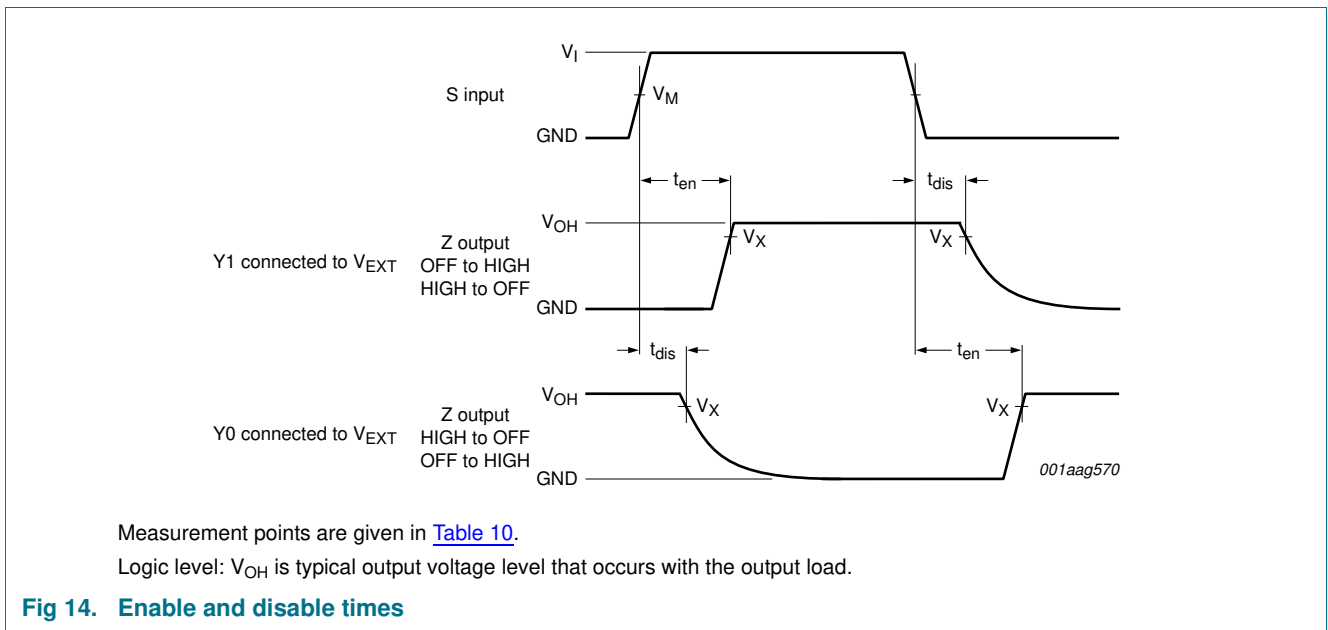 V_I
S input
V_M
GND
t_en
t_dis
V_OH
Z output
Y1 connected to V_EXT
OFF to HIGH
HIGH to OFF
V_X
V_X
GND
t_dis
t_en
V_OH
Z output
Y0 connected to V_EXT
HIGH to OFF
OFF to HIGH
V_X
V_X
GND
001aag570
Measurement points are given in Table 10.
Logic level: V_OH is typical output voltage level that occurs with the output load.
Fig 14. Enable and disable times